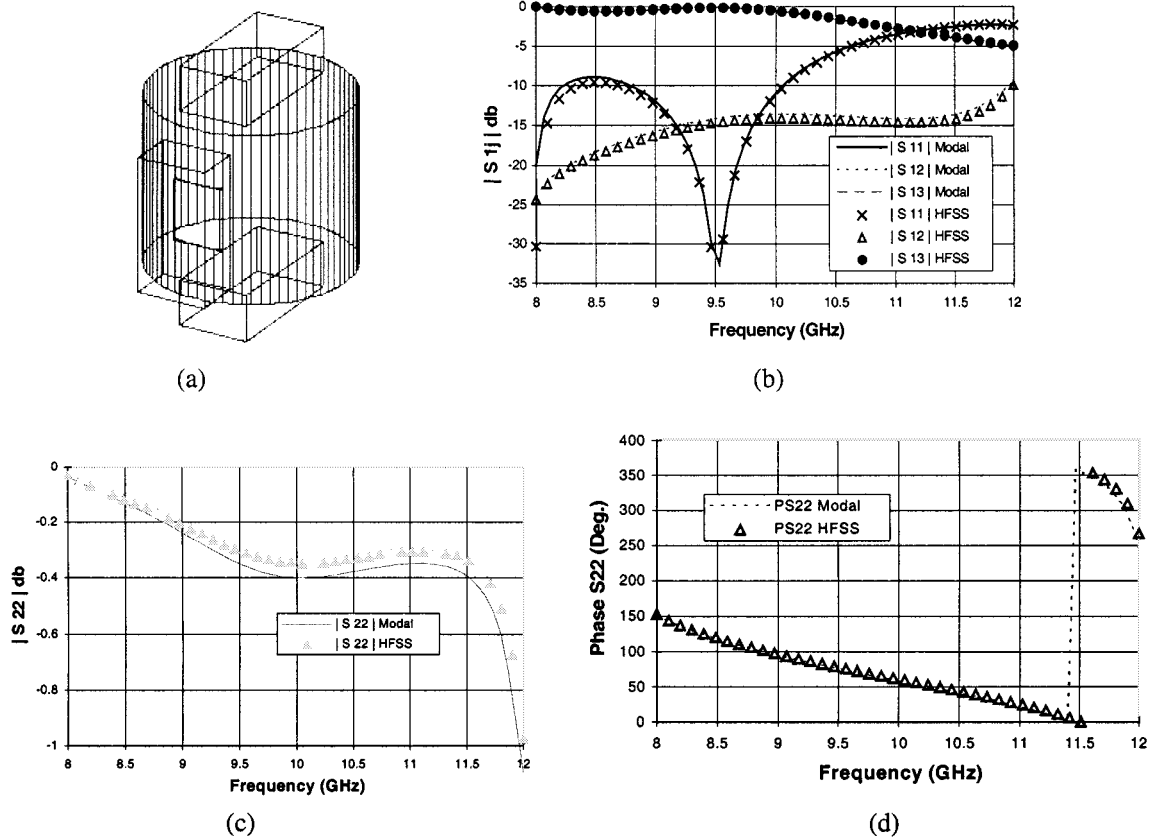 0
-5
-10
-15
-20
-25
-30
-35
| S 1j | db
8
8.5
9
9.5
10
10.5
11
11.5
12
Frequency (GHz)
| S 11 | Modal
| S 12 | Modal
| S 13 | Modal
| S 11 | HFSS
| S 12 | HFSS
| S 13 | HFSS
(a)
(b)
0
-0.2
-0.4
-0.6
-0.8
-1
| S 22 | db
8
8.5
9
9.5
10
10.5
11
11.5
12
Frequency (GHz)
| S 22 | Modal
| S 22 | HFSS
400
350
300
250
200
150
100
50
0
Phase S22 (Deg.)
8
8.5
9
9.5
10
10.5
11
11.5
12
Frequency (GHz)
PS22 Modal
PS22 HFSS
(c)
(d)